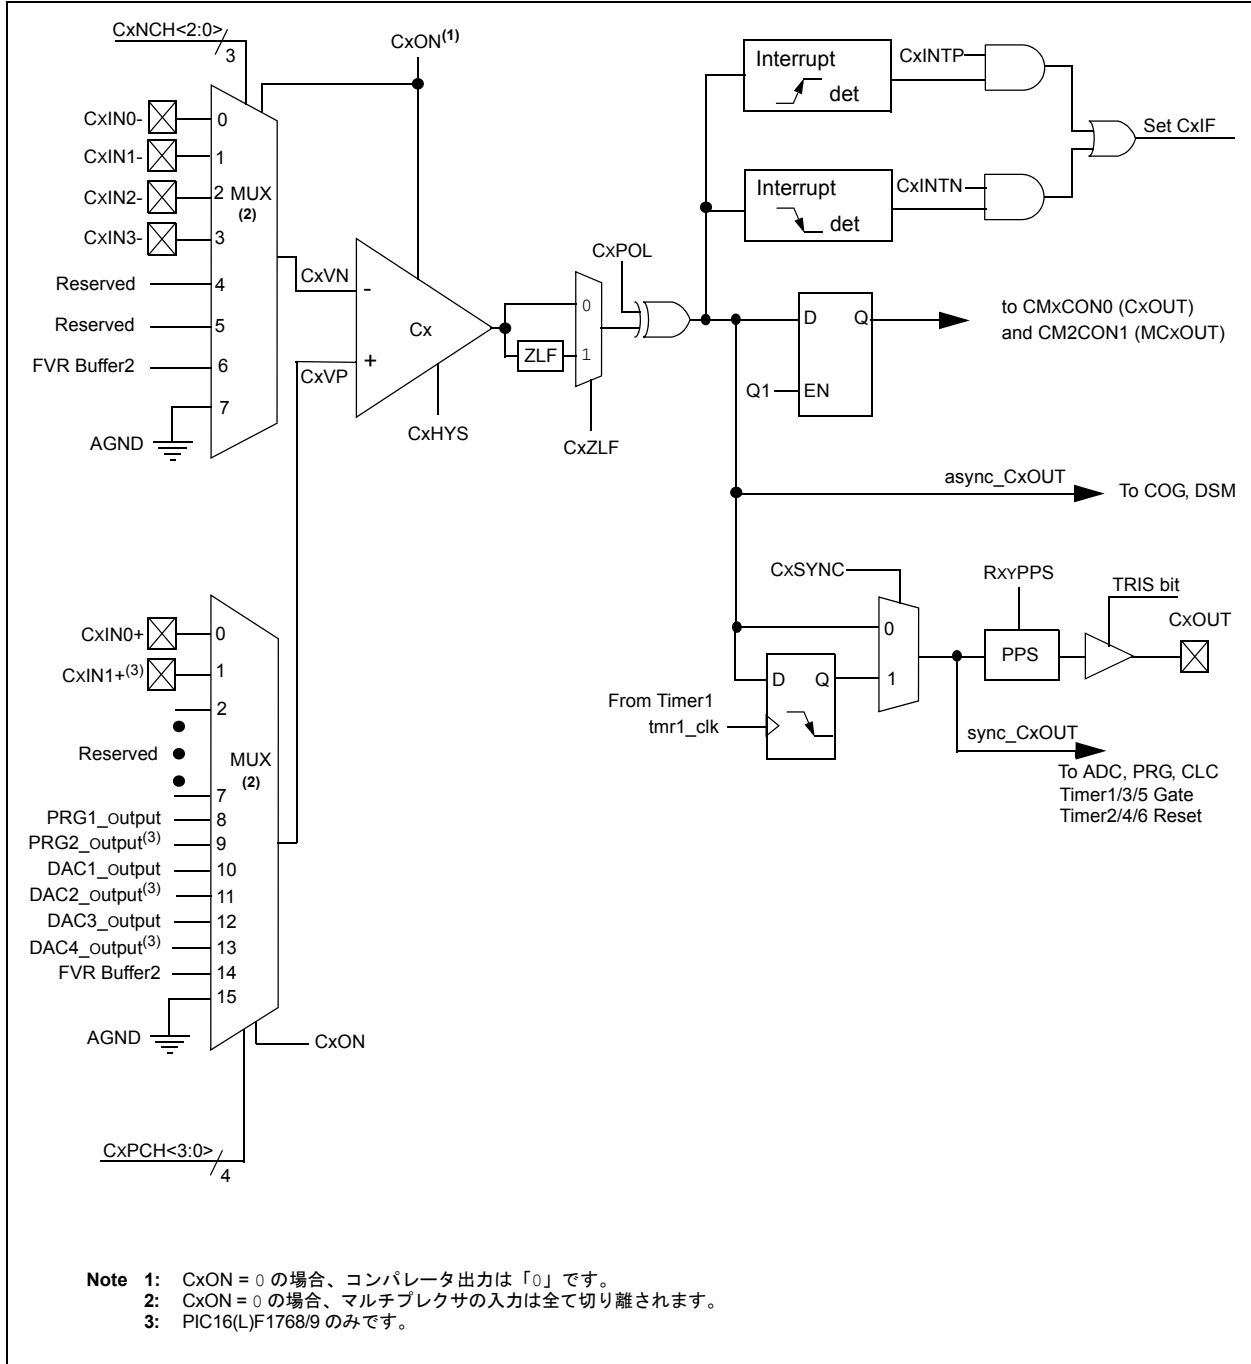 CxNCH<2:0>
3
CxON(1)
CxIN0-
0
CxIN1-
1
CxIN2-
2
MUX
(2)
CxIN3-
3
Reserved
4
Reserved
5
FVR Buffer2
6
7
AGND
CxVN
-
Cx
+
CxVP
CxHYS
ZLF
0
1
CxZLF
CxPOL
Interrupt
det
CxINTP
Interrupt
det
CxINTN
Set CxIF
D
Q
Q1
EN
to CMxCON0 (CxOUT)
and CM2CON1 (MCxOUT)
async_CxOUT
To COG, DSM
CxSYNC
0
1
D
Q
From Timer1
tmr1_clk
RxyPPS
PPS
TRIS bit
CxOUT
sync_CxOUT
To ADC, PRG, CLC
Timer1/3/5 Gate
Timer2/4/6 Reset
CxIN0+
0
CxIN1+(3)
1
2
Reserved
MUX
(2)
7
PRG1_output
8
PRG2_output(3)
9
DAC1_output
10
DAC2_output(3)
11
DAC3_output
12
DAC4_output(3)
13
FVR Buffer2
14
15
AGND
CxON
CxPCH<3:0>
4
Note 1: CxON = 0 の場合、コンパレータ出力は「0」です。
2: CxON = 0 の場合、マルチプレクサの入力は全て切り離されます。
3: PIC16(L)F1768/9 のみです。